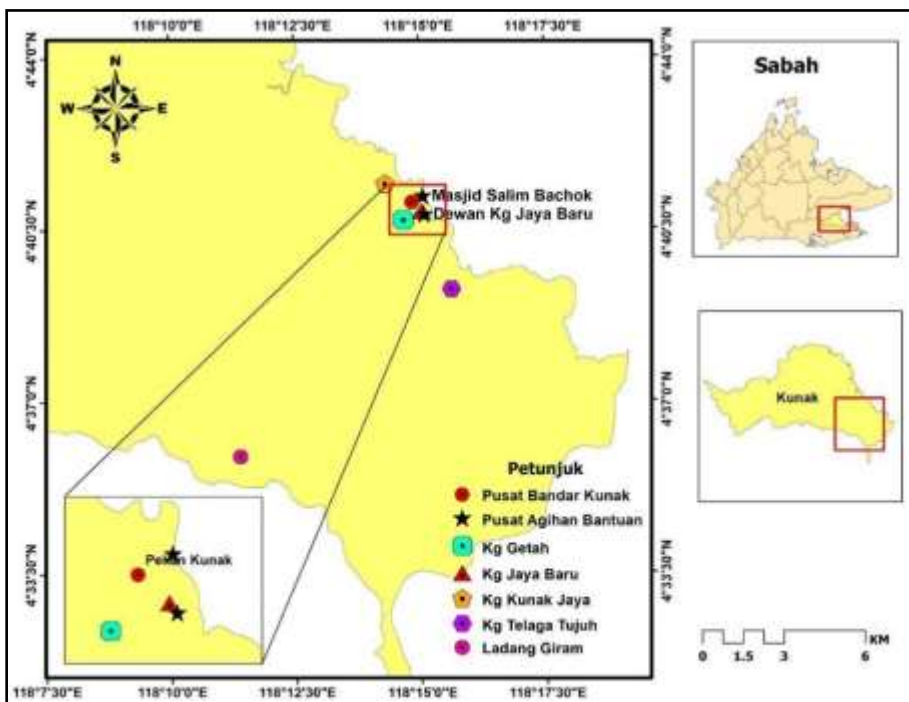 118°10'0"E 118°12'30"E 118°15'0"E 118°17'30"E
4°44'0"N
4°44'0"N
N
W E
S
Sabah
Masjid Salim Bachok
Dewan Kg Jaya Baru
4°40'30"N
4°40'30"N
Kunak
4°37'0"N
4°37'0"N
Petunjuk
Pusat Bandar Kunak
Pusat Agihan Bantuan
Kg Getah
Kg Jaya Baru
Kg Kunak Jaya
Kg Telaga Tujuh
Ladang Giram
Pekan Kunak
4°33'30"N
4°33'30"N
KM
0 1.5 3 6
118°7'30"E 118°10'0"E 118°12'30"E 118°15'0"E 118°17'30"E